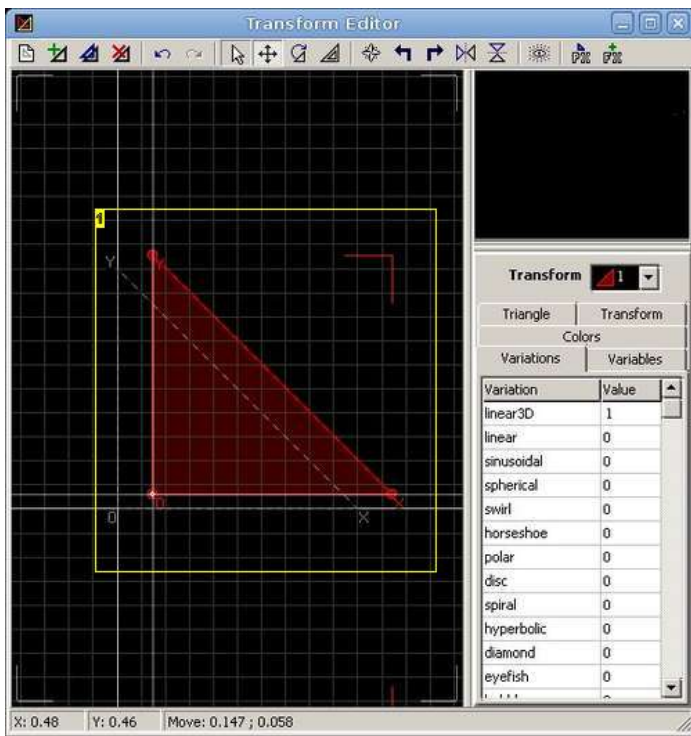 Transform Editor
1
Y
Y
O
X
O
X
Transform 1
Triangle Transform
Colors
Variations Variables
Variation Value
linear3D 1
linear 0
sinusoidal 0
spherical 0
swirl 0
horseshoe 0
polar 0
disc 0
spiral 0
hyperbolic 0
diamond 0
eyefish 0
X: 0.48 Y: 0.46 Move: 0.147 ; 0.058